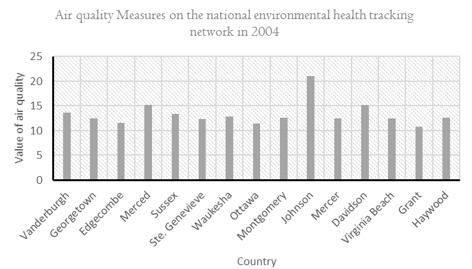 Air quality Measures on the national environmental health tracking
network in 2004
Value of air quality
25
20
15
10
5
0
Vanderburgh
Georgetown
Edgecombe
Merced
Sussex
Ste. Genevieve
Waukesha
Ottawa
Montgomery
Johnson
Mercer
Davidson
Virginia Beach
Grant
Haywood
Country